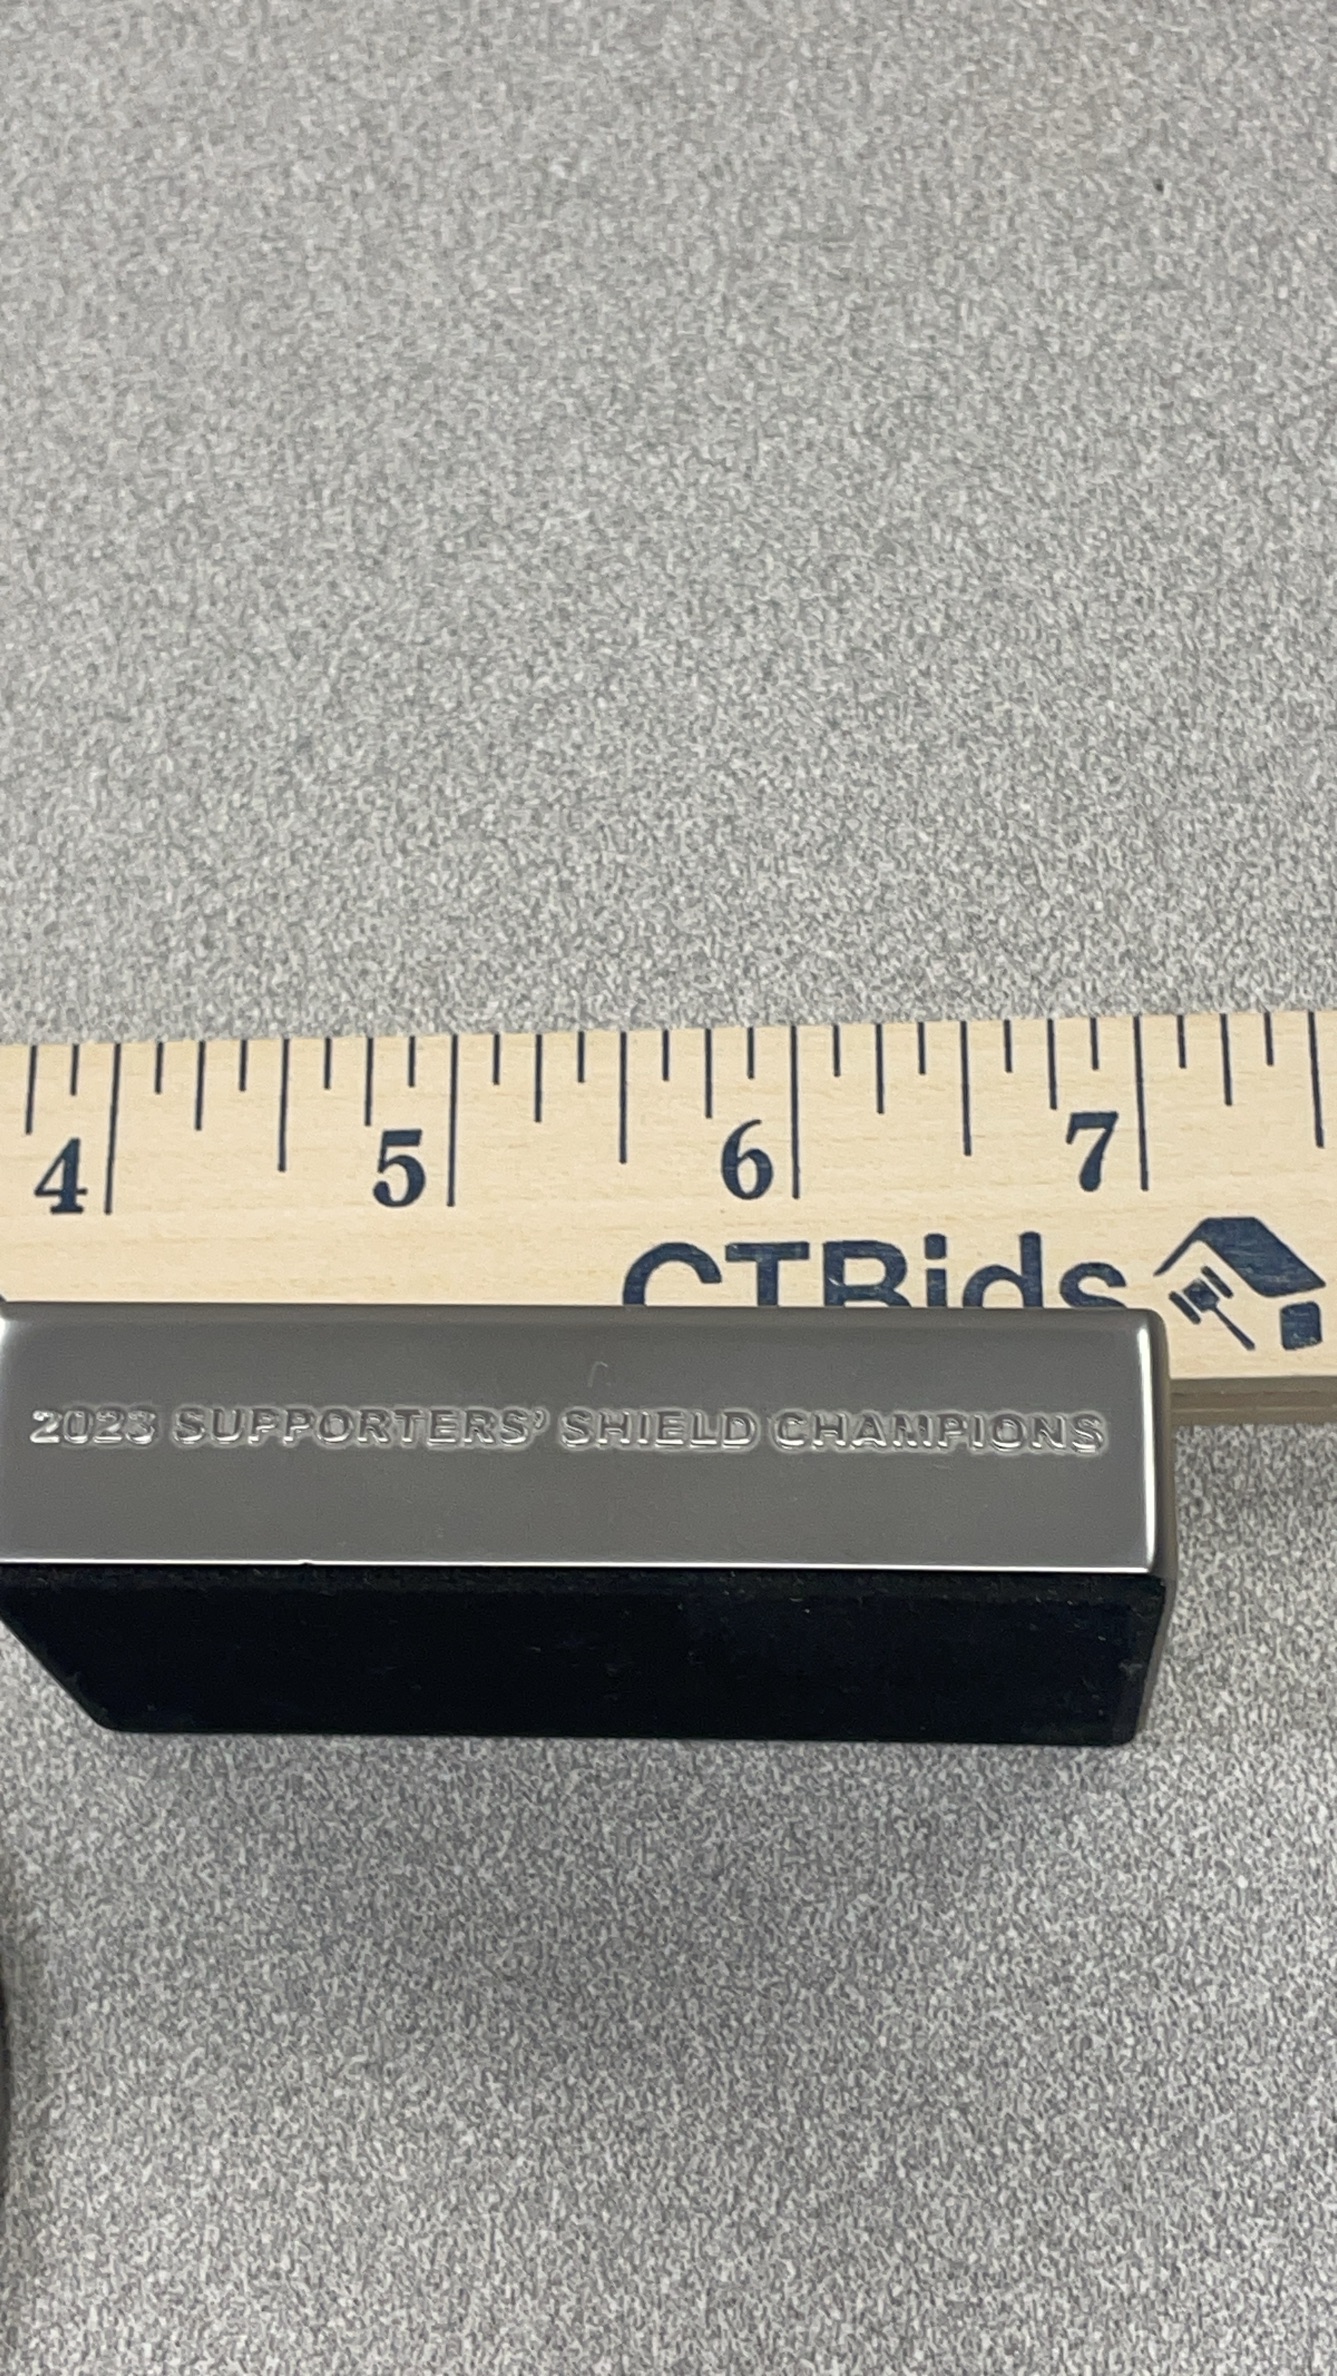 4 5 6 7
CTBids
2023 SUPPORTERS' SHIELD CHAMPIONS